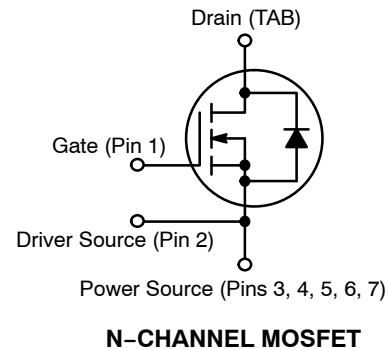 Drain (TAB)
Gate (Pin 1)
Driver Source (Pin 2)
Power Source (Pins 3, 4, 5, 6, 7)
N−CHANNEL MOSFET